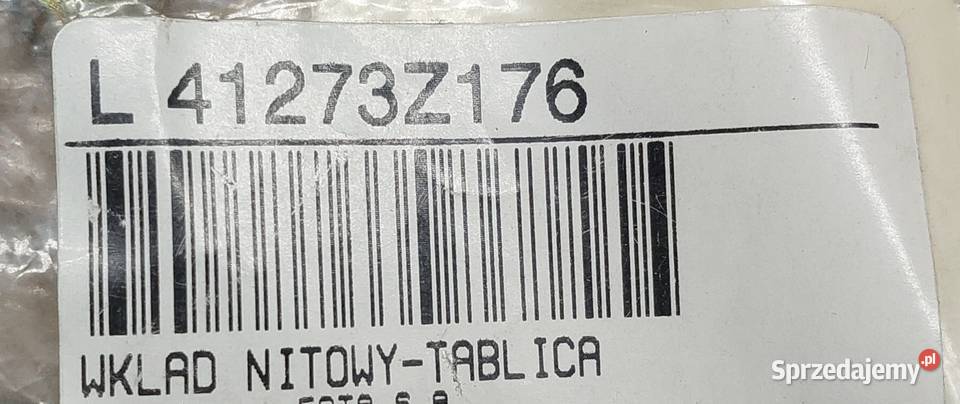 L 41273Z176
WKLAD NITOWY-TABLICA
Sprzedajemy.pl